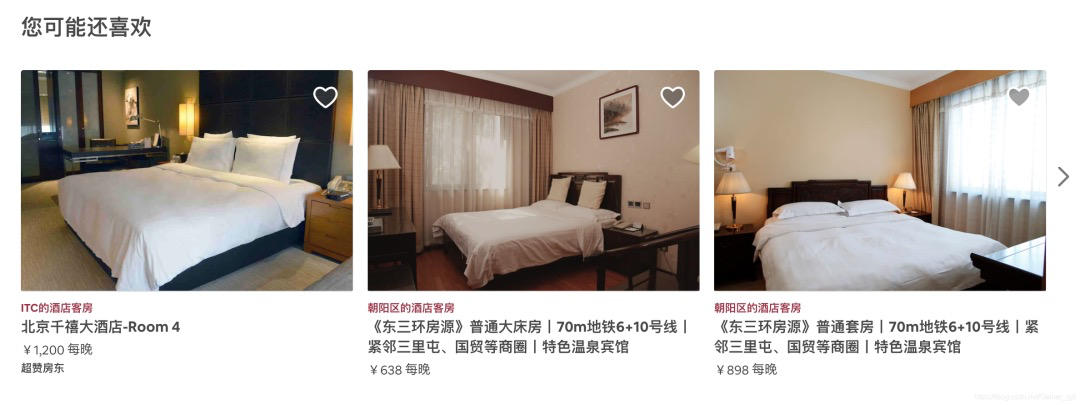 您可能还喜欢
ITC的酒店客房
北京千禧大酒店-Room 4
￥1,200 每晚
超赞房东
朝阳区的酒店客房
《东三环房源》普通大床房丨70m地铁6+10号线丨
紧邻三里屯、国贸等商圈丨特色温泉宾馆
￥638 每晚
朝阳区的酒店客房
《东三环房源》普通套房丨70m地铁6+10号线丨紧
邻三里屯、国贸等商圈丨特色温泉宾馆
￥898 每晚